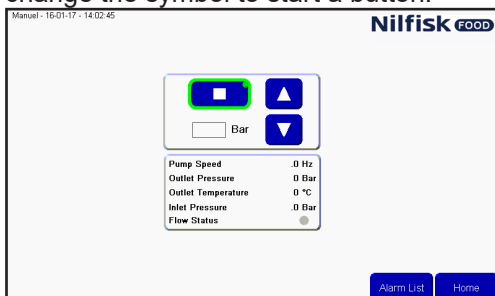 change the symbol to start a button.
Manuel - 16-01-17 - 14:02:45
Nilfisk FOOD
Bar
Pump Speed .0 Hz
Outlet Pressure 0 Bar
Outlet Temperature 0 °C
Inlet Pressure .0 Bar
Flow Status
Alarm List Home